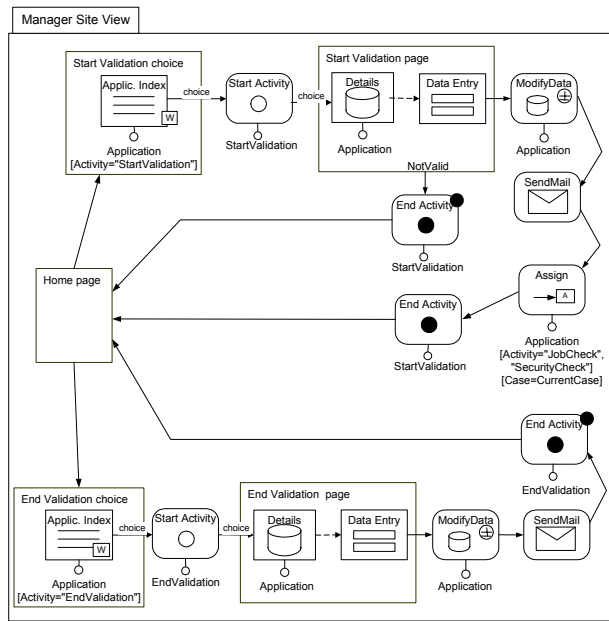 Manager Site View
Start Validation choice
Applic. Index
W
Application
[Activity="StartValidation"]
choice
Start Activity
StartValidation
choice
Start Validation page
Details
Application
Data Entry
NotValid
ModifyData
Application
SendMail
End Activity
StartValidation
Home page
Assign
A
Application
[Activity="JobCheck",
"SecurityCheck"]
[Case=CurrentCase]
End Activity
StartValidation
End Activity
EndValidation
End Validation choice
Applic. Index
W
Application
[Activity="EndValidation"]
choice
Start Activity
EndValidation
choice
End Validation page
Details
Application
Data Entry
ModifyData
Application
SendMail